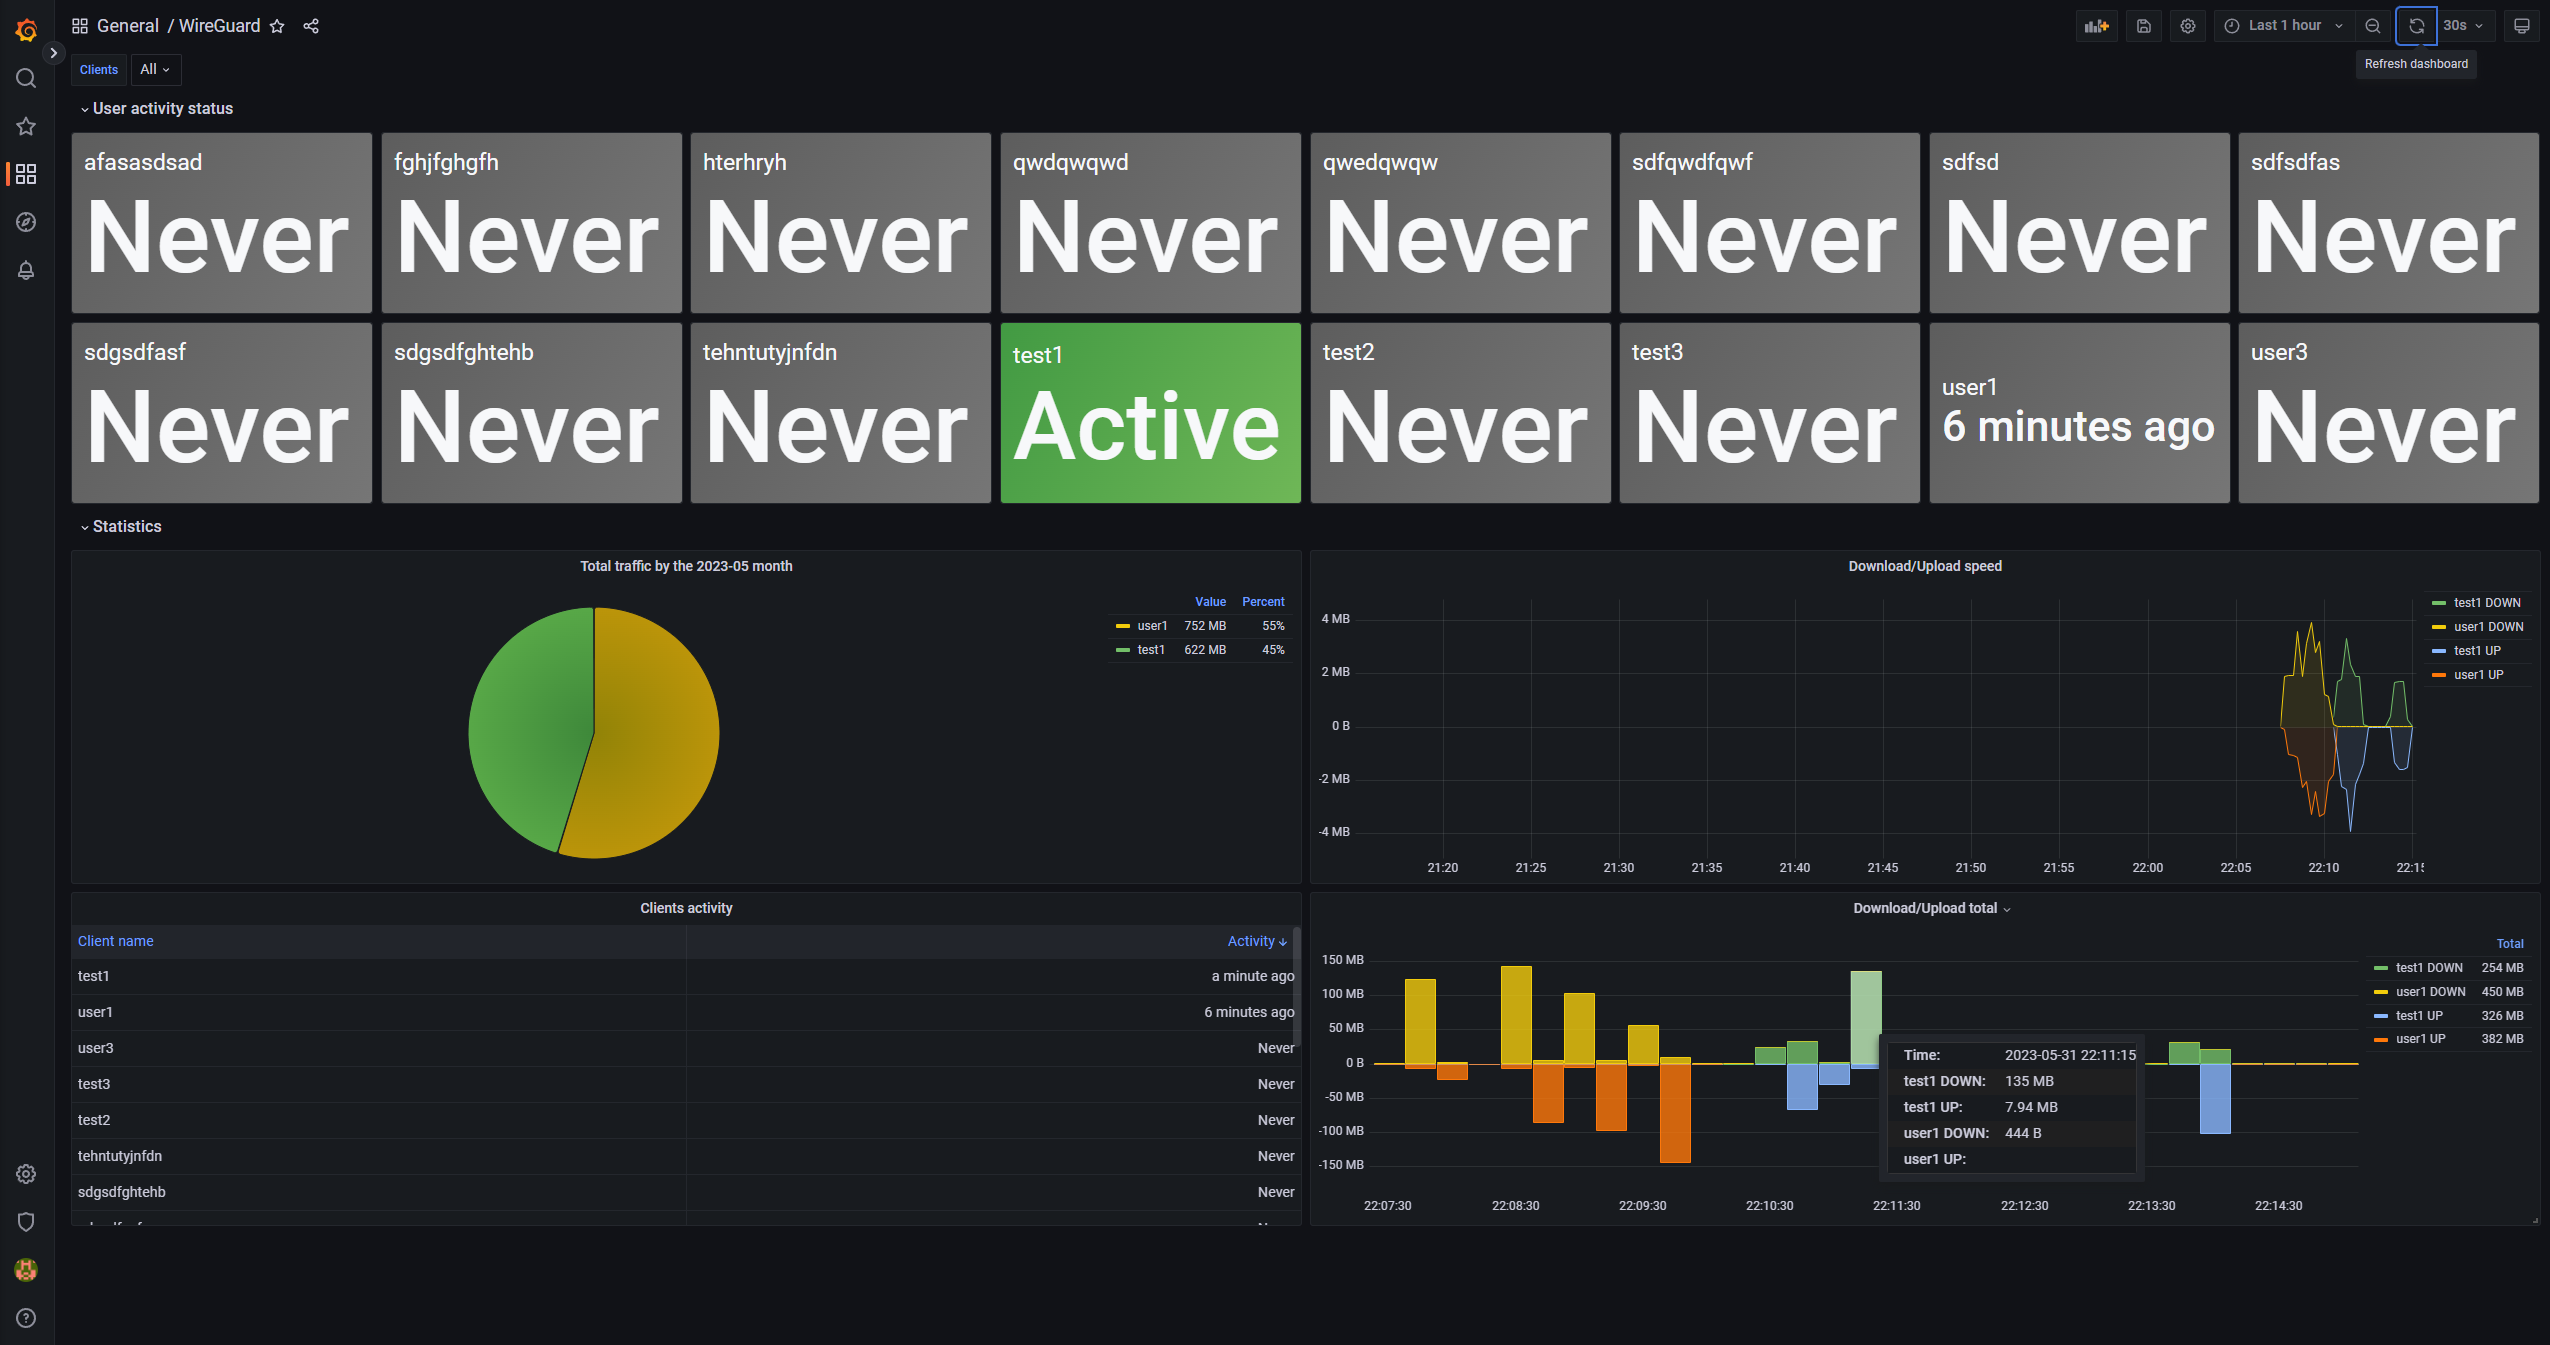 General / WireGuard
Last 1 hour
30s
Refresh dashboard
Clients All
User activity status
afasasdsad
Never
fghjfghgfh
Never
hterhryh
Never
qwdqwqwd
Never
qwedqwqw
Never
sdfqwdfqwf
Never
sdfsd
Never
sdfsdfas
Never
sdgsdfasf
Never
sdgsdfghtehb
Never
tehntutyjnfdn
Never
test1
Active
test2
Never
test3
Never
user1
6 minutes ago
user3
Never
Statistics
Total traffic by the 2023-05 month
Value Percent
user1 752 MB 55%
test1 622 MB 45%
Download/Upload speed
4 MB
2 MB
0 B
-2 MB
-4 MB
21:20 21:25 21:30 21:35 21:40 21:45 21:50 21:55 22:00 22:05 22:10 22:15
test1 DOWN
user1 DOWN
test1 UP
user1 UP
Clients activity
Client name Activity
test1 a minute ago
user1 6 minutes ago
user3 Never
test3 Never
test2 Never
tehntutyjnfdn Never
sdgsdfghtehb Never
Download/Upload total
150 MB
100 MB
50 MB
0 B
-50 MB
-100 MB
-150 MB
22:07:30 22:08:30 22:09:30 22:10:30 22:11:30 22:12:30 22:13:30 22:14:30
Total
test1 DOWN 254 MB
user1 DOWN 450 MB
test1 UP 326 MB
user1 UP 382 MB
Time: 2023-05-31 22:11:15
test1 DOWN: 135 MB
test1 UP: 7.94 MB
user1 DOWN: 444 B
user1 UP: